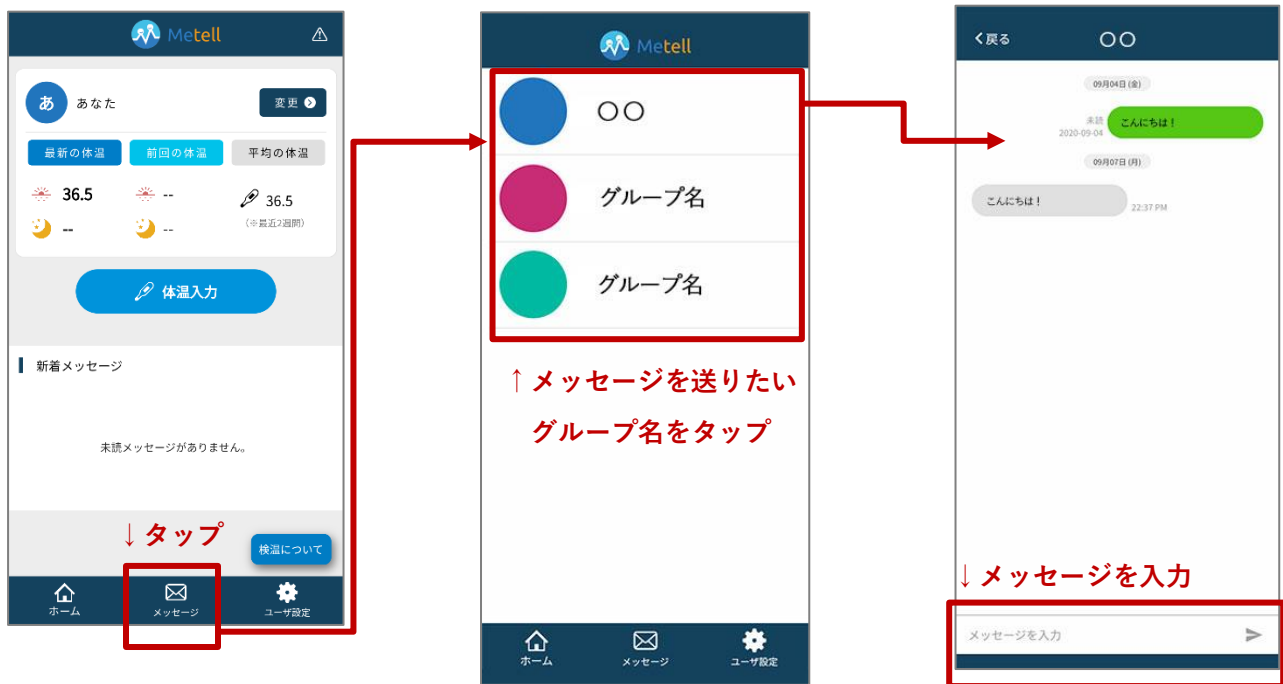 Metell
あ あなた 変更
最新の体温 前回の体温 平均の体温
36.5 -- 36.5
-- -- (※最近2週間)
体温入力
新着メッセージ
未読メッセージがありません。
↓タップ
検温について
ホーム メッセージ ユーザ設定
Metell
〇〇
グループ名
グループ名
↑メッセージを送りたい
グループ名をタップ
ホーム メッセージ ユーザ設定
戻る 〇〇
09月04日(金)
未読
2020-09-04 こんにちは！
09月07日(月)
こんにちは！ 22:37 PM
↓メッセージを入力
メッセージを入力